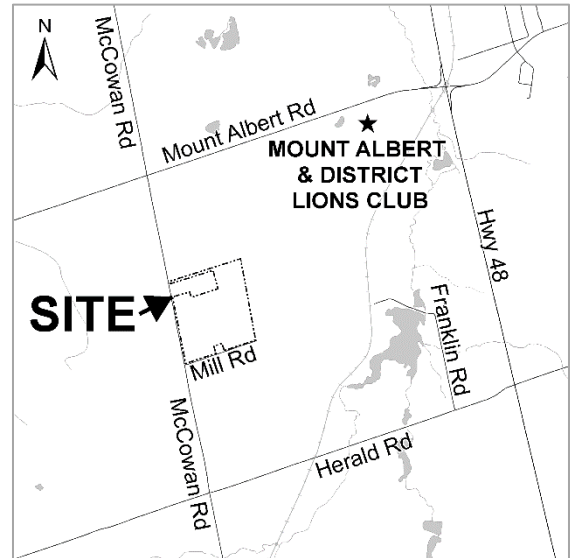 N
McCowan Rd
Mount Albert Rd
MOUNT ALBERT
& DISTRICT
LIONS CLUB
Hwy 48
SITE
Franklin Rd
Mill Rd
McCowan Rd
Herald Rd